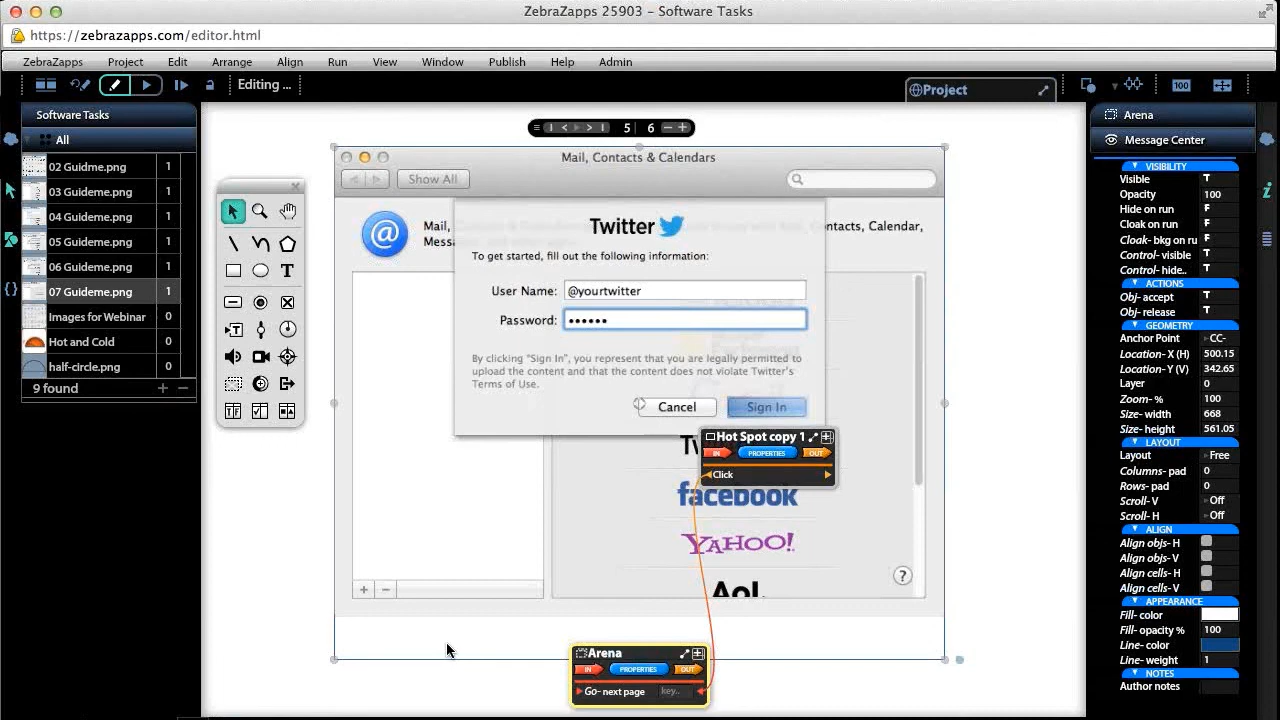 ZebraZapps 25903 – Software Tasks
https://zebrazapps.com/editor.html
ZebraZapps Project Edit Arrange Align Run View Window Publish Help Admin
Editing ...
Project
100
Software Tasks
All
02 Guidme.png 1
03 Guideme.png 1
04 Guideme.png 1
05 Guideme.png 1
06 Guideme.png 1
07 Guideme.png 1
Images for Webinar 0
Hot and Cold 0
half-circle.png 0
9 found + −
5 6 − +
Mail, Contacts & Calendars
Show All
@
Mail,
Contacts, Calendar,
Twitter
To get started, fill out the following information:
User Name: @yourtwitter
Password: ••••••
By clicking "Sign In", you represent that you are legally permitted to
upload the content and that the content does not violate Twitter's
Terms of Use.
Cancel Sign In
Hot Spot copy 1
IN PROPERTIES OUT
Click
facebook
YAHOO!
Aol.
?
+ −
Arena
IN PROPERTIES OUT
Go- next page key..
Arena
Message Center
VISIBILITY
Visible T
Opacity 100
Hide on run F
Cloak on run F
Cloak- bkg on ru F
Control- visible T
Control- hide.. T
ACTIONS
Obj- accept T
Obj- release T
GEOMETRY
Anchor Point CC-
Location- X (H) 500.15
Location- Y (V) 342.65
Layer 0
Zoom- % 100
Size- width 668
Size- height 561.05
LAYOUT
Layout Free
Columns- pad 0
Rows- pad 0
Scroll- V Off
Scroll- H Off
ALIGN
Align objs- H
Align objs- V
Align cells- H
Align cells- V
APPEARANCE
Fill- color
Fill- opacity % 100
Line- color
Line- weight 1
NOTES
Author notes